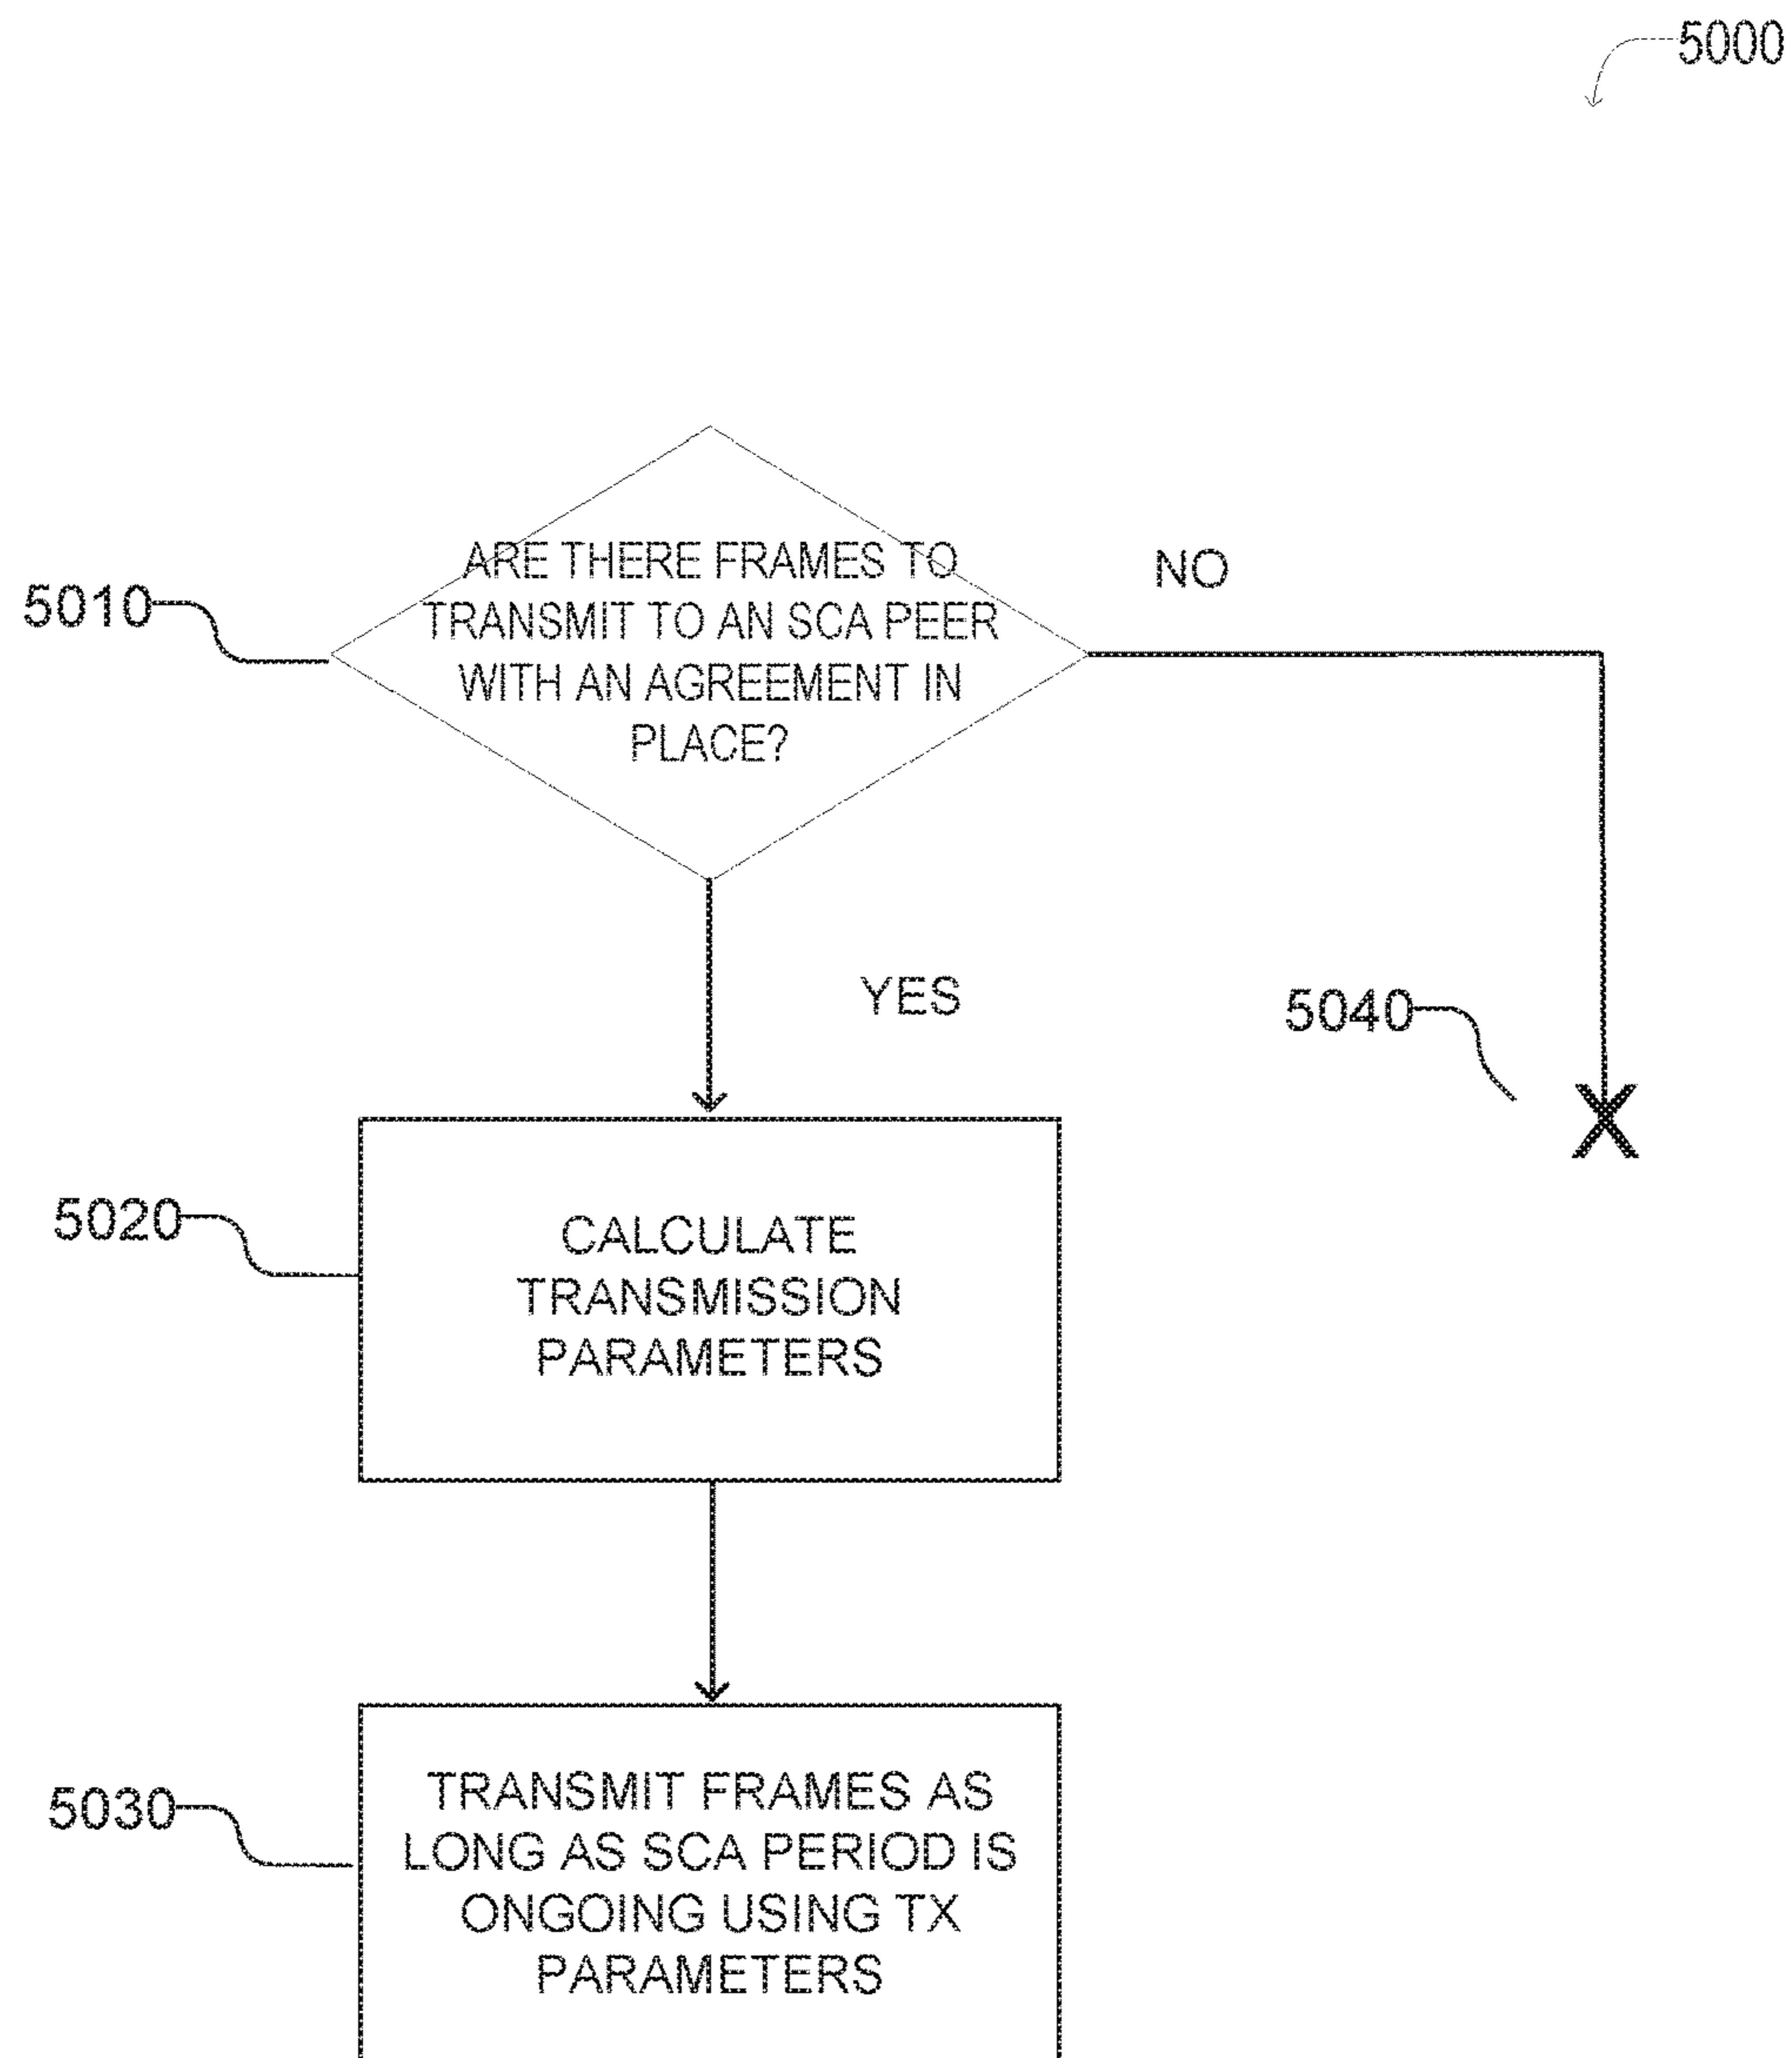 5000
ARE THERE FRAMES TO
TRANSMIT TO AN SCA PEER
WITH AN AGREEMENT IN
PLACE?
NO
5010
YES
5040
X
5020
CALCULATE
TRANSMISSION
PARAMETERS
5030
TRANSMIT FRAMES AS
LONG AS SCA PERIOD IS
ONGOING USING TX
PARAMETERS